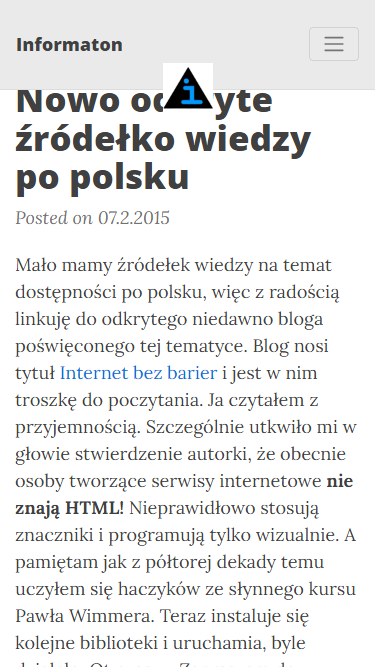 Informaton
źródełko wiedzy
po polsku
Posted on 07.2.2015
Mało mamy źródełek wiedzy na temat
dostępności po polsku, więc z radością
linkuję do odkrytego niedawno bloga
poświęconego tej tematyce. Blog nosi
tytuł Internet bez barier i jest w nim
troszkę do poczytania. Ja czytałem z
przyjemnością. Szczególnie utkwiło mi w
głowie stwierdzenie autorki, że obecnie
osoby tworzące serwisy internetowe nie
znają HTML! Nieprawidłowo stosują
znaczniki i programują tylko wizualnie. A
pamiętam jak z półtorej dekady temu
uczyłem się haczyków ze słynnego kursu
Pawła Wimmera. Teraz instaluje się
kolejne biblioteki i uruchamia, byle